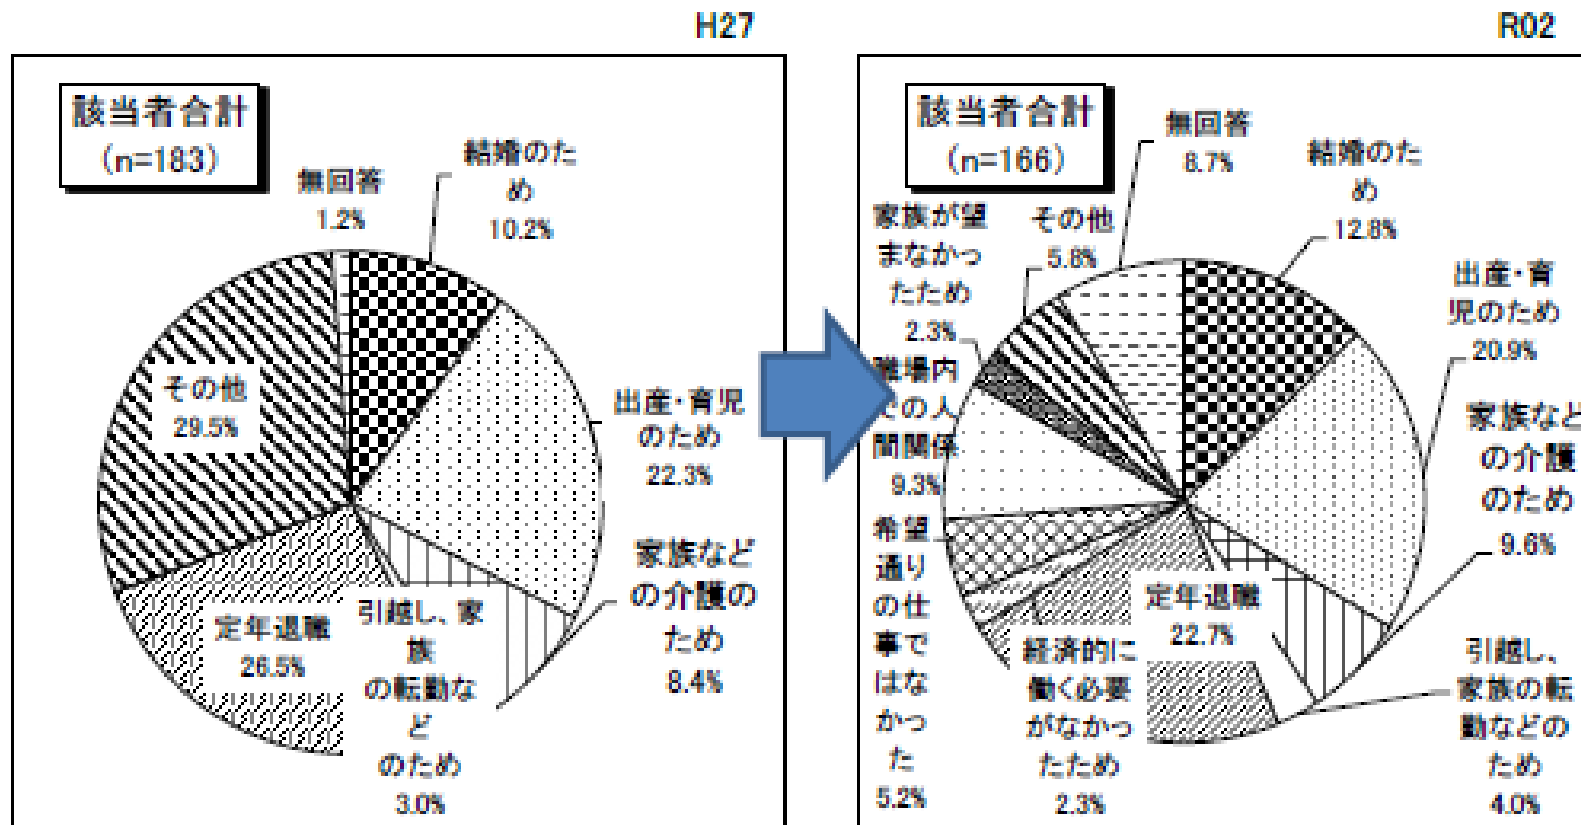 H27
該当者合計
(n=183)
無回答
1.2%
結婚のた
め
10.2%
出産・育児
のため
22.3%
家族など
の介護の
ため
8.4%
引越し、家
族
の転勤な
ど
のため
3.0%
定年退職
26.5%
その他
29.5%
R02
該当者合計
(n=166)
無回答
8.7%
結婚のた
め
12.8%
出産・育
児のため
20.9%
家族など
の介護
のため
9.6%
引越し、
家族の転
勤などの
ため
4.0%
定年退職
22.7%
経済的に
働く必要
がなかっ
たため
2.3%
希望
通り
の仕
事で
はな
かっ
た
5.2%
職場内
での人
間関係
9.3%
家族が望
まなかっ
たため
2.3%
その他
5.8%